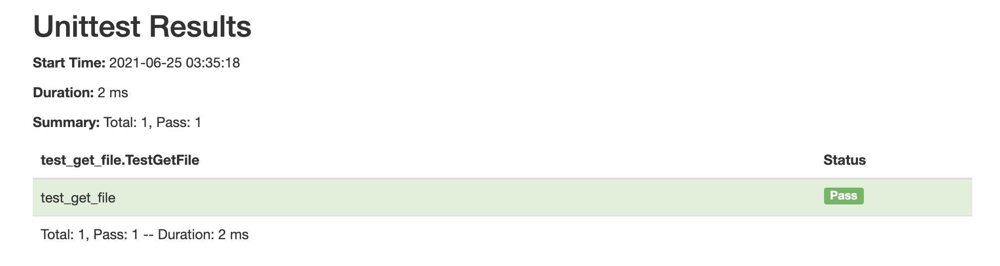 Unittest Results
Start Time: 2021-06-25 03:35:18
Duration: 2 ms
Summary: Total: 1, Pass: 1
test_get_file.TestGetFile Status
test_get_file Pass
Total: 1, Pass: 1 -- Duration: 2 ms